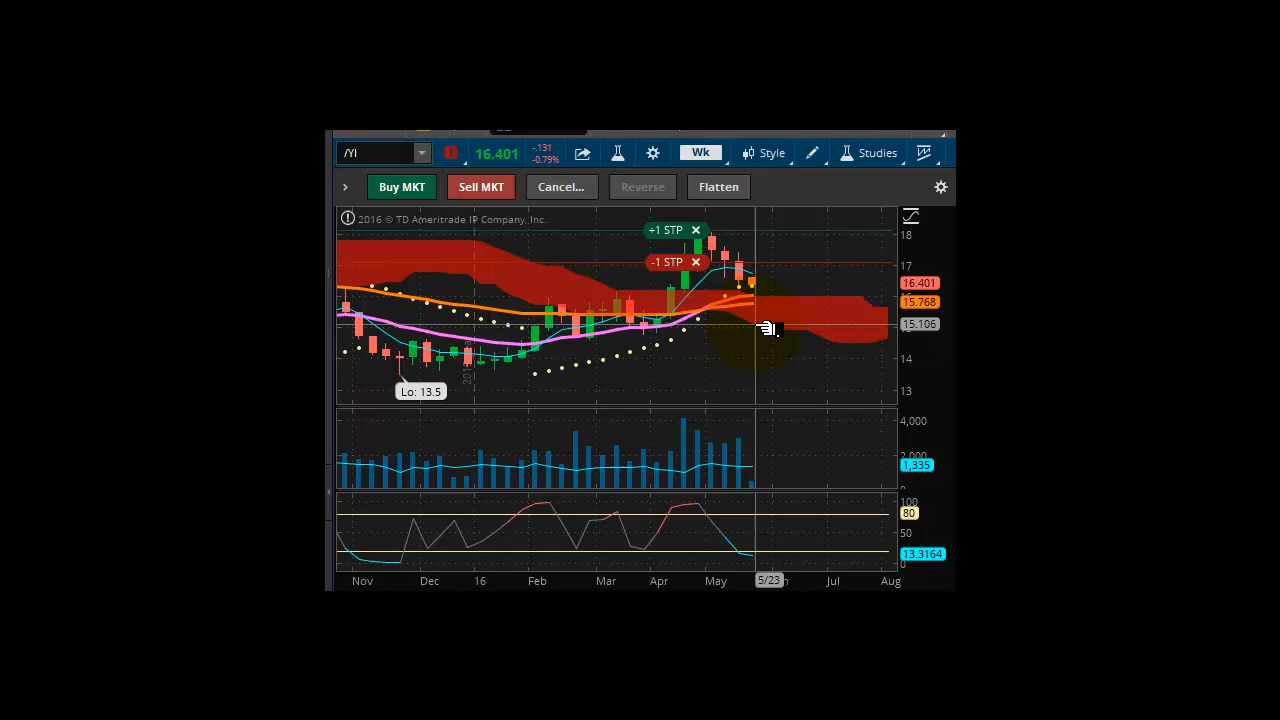 /YI 16.401 -.131 -0.79% Wk Style Studies
Buy MKT Sell MKT Cancel... Reverse Flatten
2016 © TD Ameritrade IP Company, Inc.
+1 STP
18
-1 STP
17
16.401
15.768
15.106
14
Lo: 13.5
13
4,000
1,335
100
80
50
13.3164
0
Nov Dec 16 Feb Mar Apr May 5/23 Jul Aug